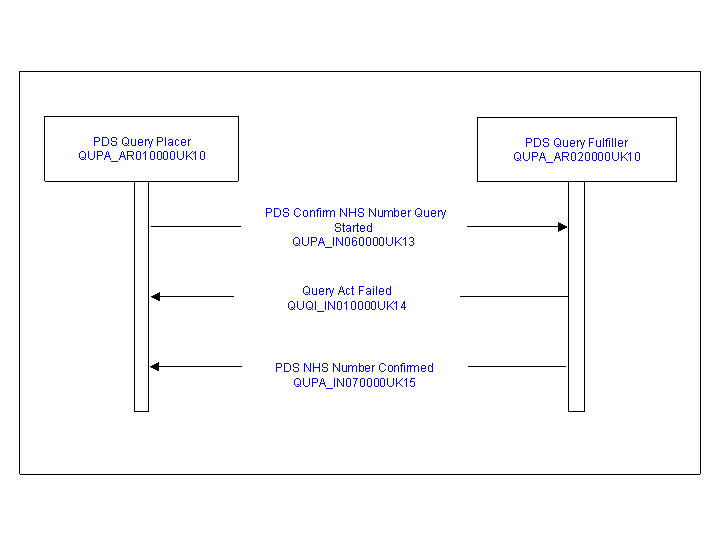 PDS Query Placer
QUPA_AR010000UK10
PDS Query Fulfiller
QUPA_AR020000UK10
PDS Confirm NHS Number Query
Started
QUPA_IN060000UK13
Query Act Failed
QUQI_IN010000UK14
PDS NHS Number Confirmed
QUPA_IN070000UK15